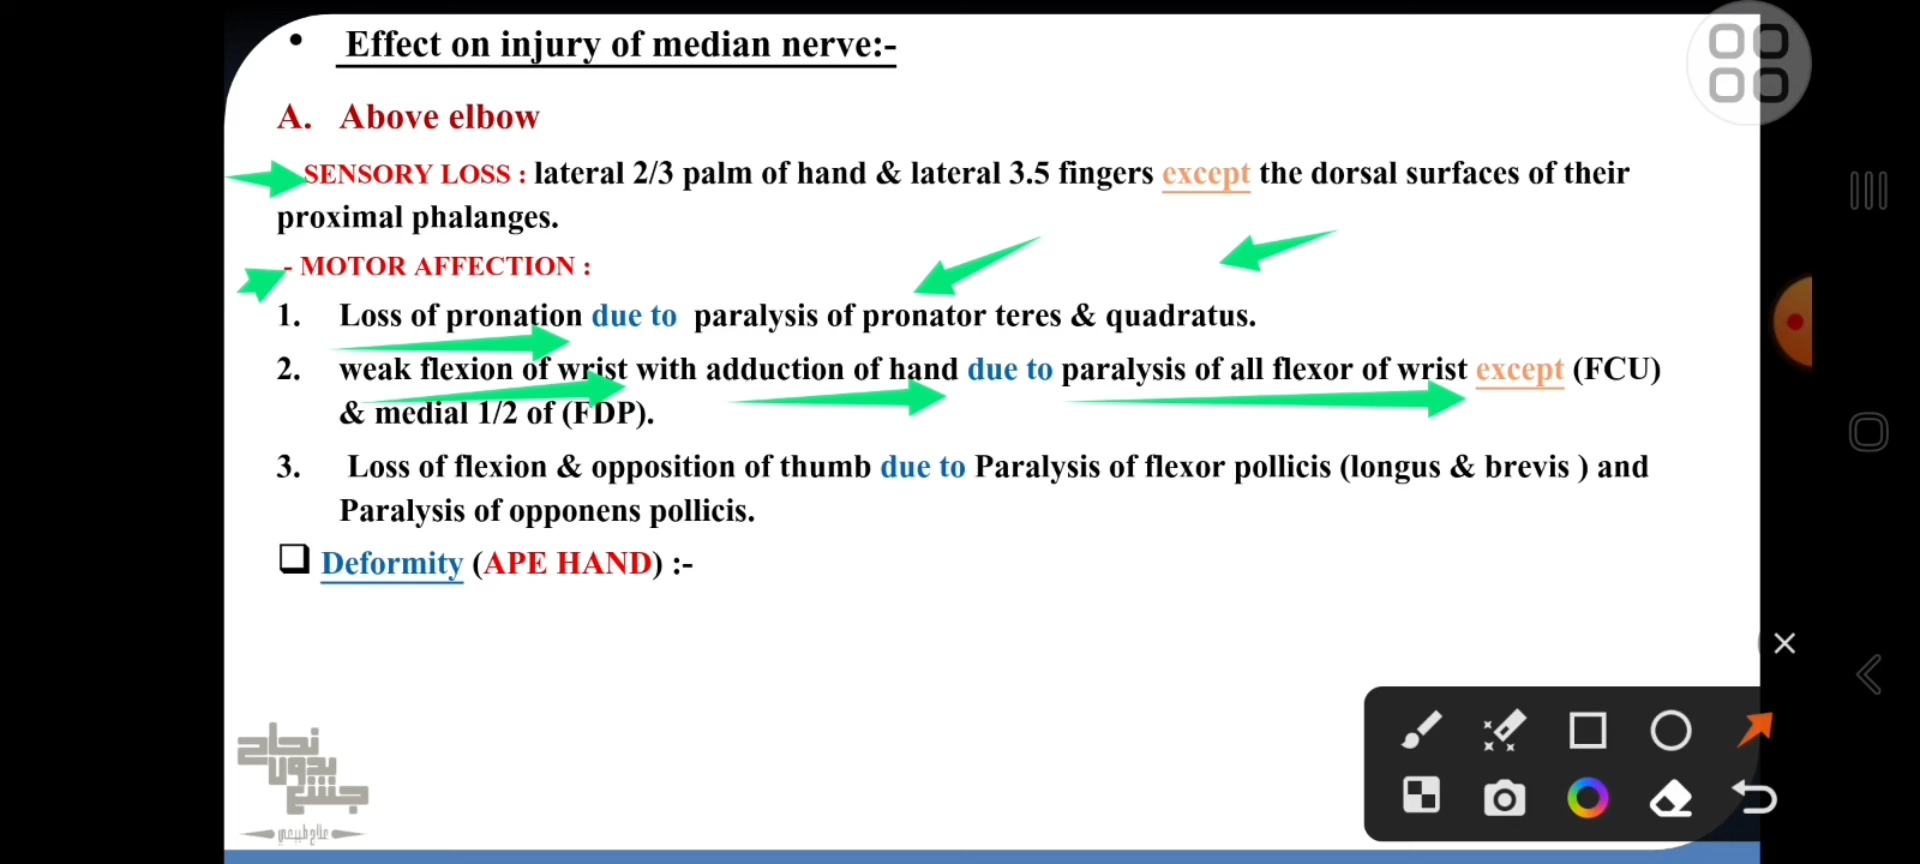 • Effect on injury of median nerve:-
A. Above elbow
SENSORY LOSS : lateral 2/3 palm of hand & lateral 3.5 fingers except the dorsal surfaces of their
proximal phalanges.
- MOTOR AFFECTION :
1. Loss of pronation due to paralysis of pronator teres & quadratus.
2. weak flexion of wrist with adduction of hand due to paralysis of all flexor of wrist except (FCU)
& medial 1/2 of (FDP).
3. Loss of flexion & opposition of thumb due to Paralysis of flexor pollicis (longus & brevis ) and
Paralysis of opponens pollicis.
❑ Deformity (APE HAND) :-
نجاح
بدون
علاج طبيعي